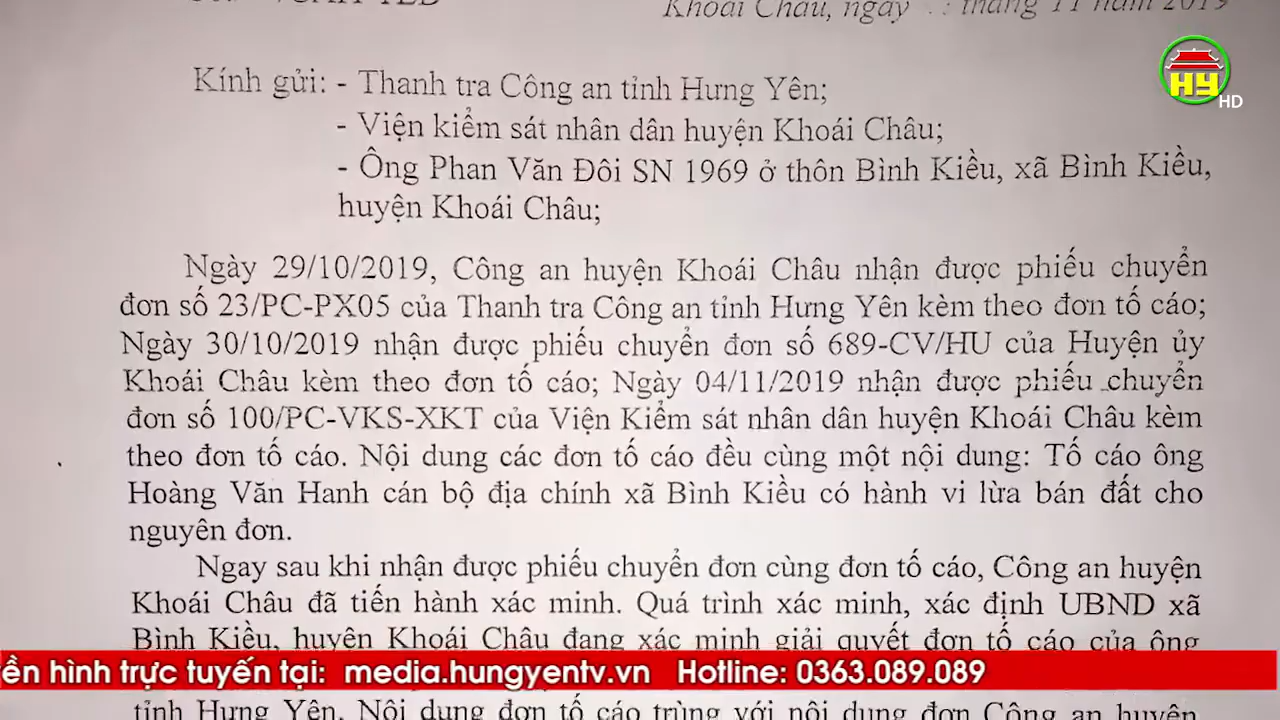 Khoái Châu, ngày tháng 11 năm 2019
HY
HD
Kính gửi: - Thanh tra Công an tỉnh Hưng Yên;
- Viện kiểm sát nhân dân huyện Khoái Châu;
- Ông Phan Văn Đôi SN 1969 ở thôn Bình Kiều, xã Bình Kiều,
huyện Khoái Châu;
Ngày 29/10/2019, Công an huyện Khoái Châu nhận được phiếu chuyển
đơn số 23/PC-PX05 của Thanh tra Công an tỉnh Hưng Yên kèm theo đơn tố cáo;
Ngày 30/10/2019 nhận được phiếu chuyển đơn số 689-CV/HU của Huyện ủy
Khoái Châu kèm theo đơn tố cáo; Ngày 04/11/2019 nhận được phiếu chuyển
đơn số 100/PC-VKS-XKT của Viện Kiểm sát nhân dân huyện Khoái Châu kèm
theo đơn tố cáo. Nội dung các đơn tố cáo đều cùng một nội dung: Tố cáo ông
Hoàng Văn Hanh cán bộ địa chính xã Bình Kiều có hành vi lừa bán đất cho
nguyên đơn.
Ngay sau khi nhận được phiếu chuyển đơn cùng đơn tố cáo, Công an huyện
Khoái Châu đã tiến hành xác minh. Quá trình xác minh, xác định UBND xã
Bình Kiều, huyện Khoái Châu đang xác minh giải quyết đơn tố cáo của ông
ền hình trực tuyến tại: media.hungyentv.vn Hotline: 0363.089.089
tỉnh Hưng Yên. Nội dung đơn tố cáo trùng với nội dung đơn Công an huyện